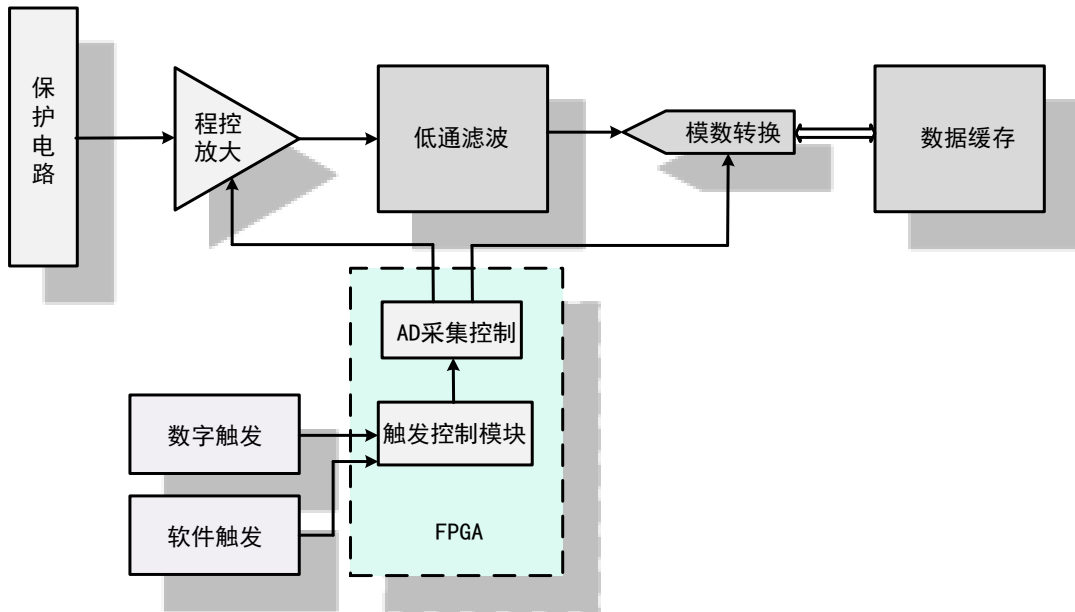 保护电路
程控
放大
低通滤波
模数转换
数据缓存
AD采集控制
触发控制模块
数字触发
软件触发
FPGA